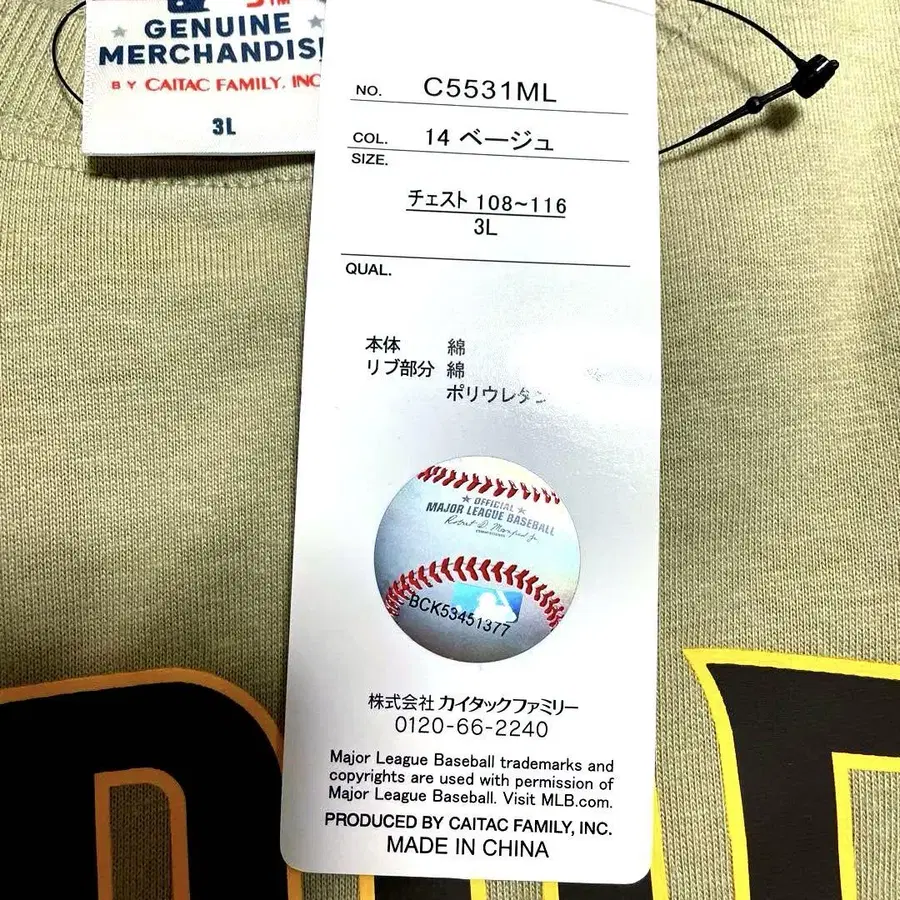 GENUINE
MERCHANDIS
BY CAITAC FAMILY, INC
3L
NO. C5531ML
COL. 14 ベージュ
SIZE.
チェスト 108~116
3L
QUAL.
本体 綿
リブ部分 綿
ポリウレタン
OFFICIAL
MAJOR LEAGUE BASEBALL
Robert D. Manfred Jr.
BCK53451377
株式会社 カイタックファミリー
0120-66-2240
Major League Baseball trademarks and
copyrights are used with permission of
Major League Baseball. Visit MLB.com.
PRODUCED BY CAITAC FAMILY, INC.
MADE IN CHINA